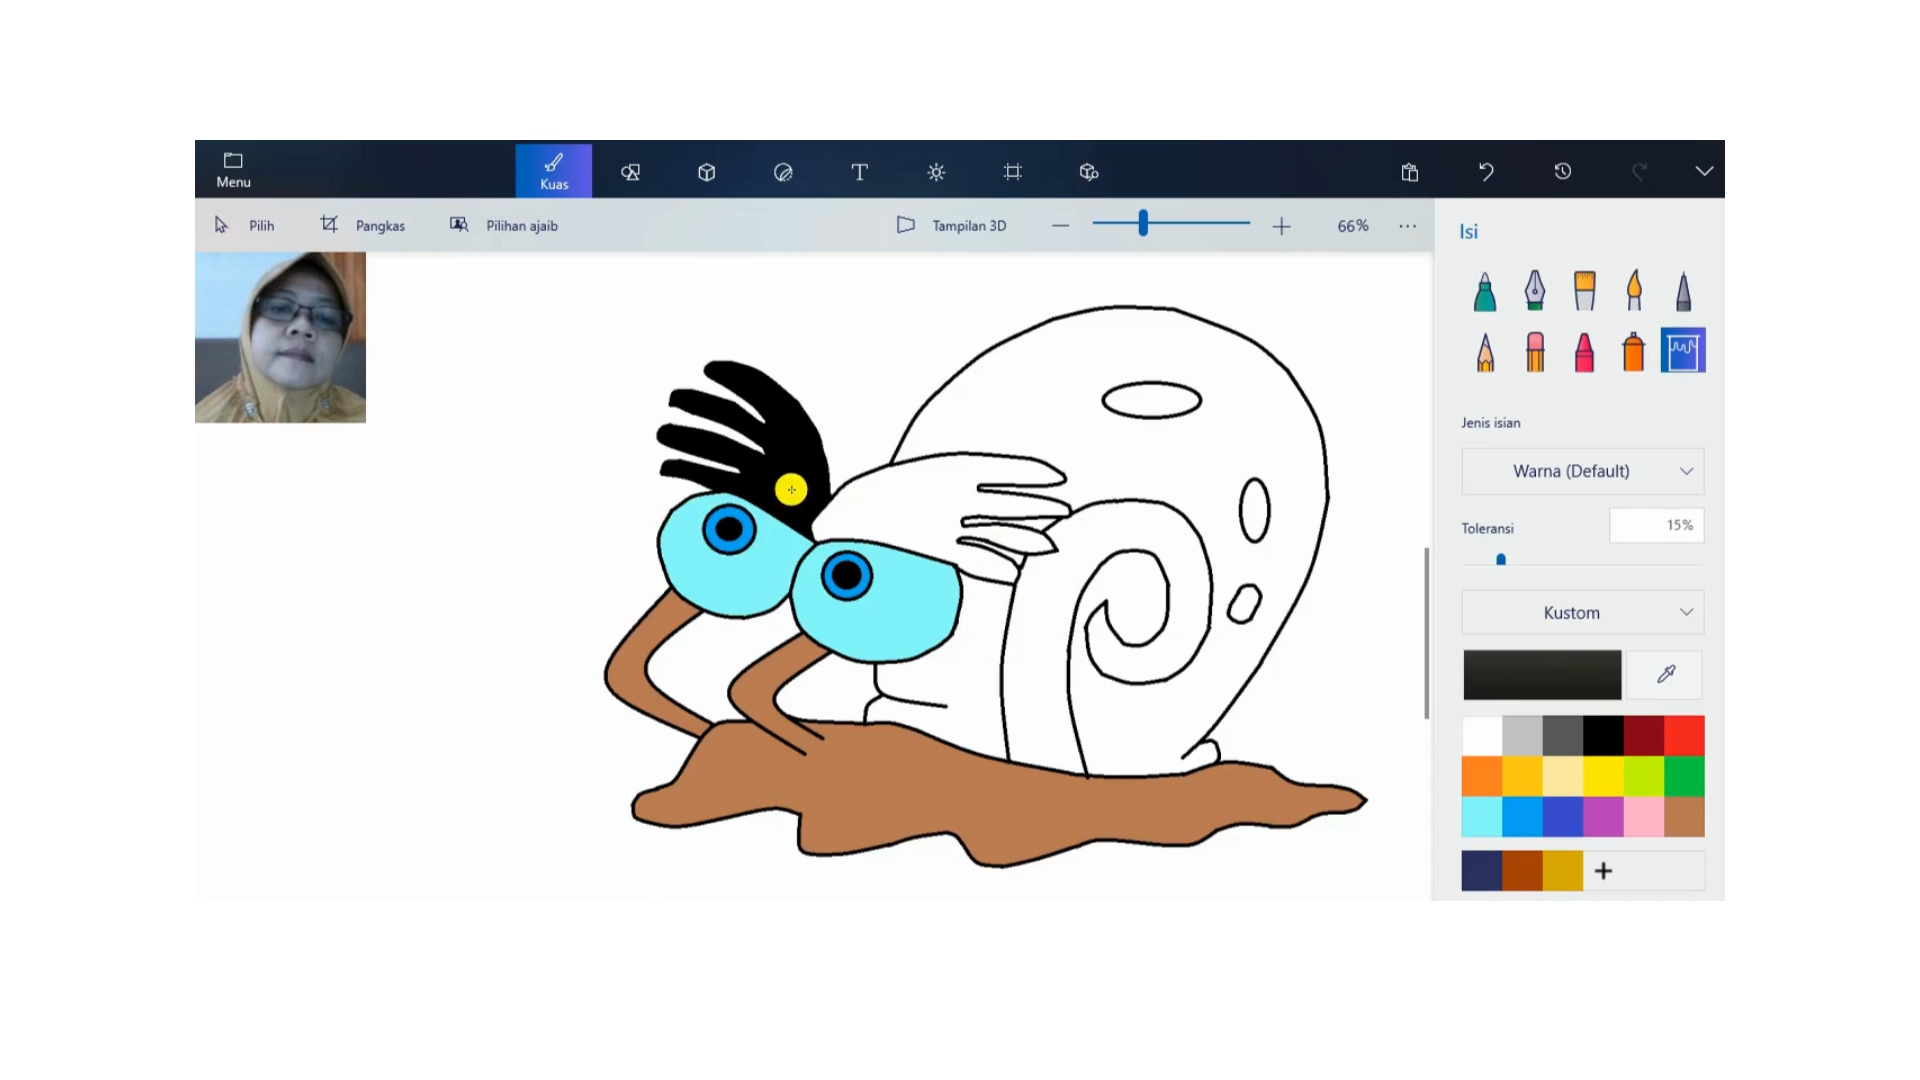 Menu
Kuas
Pilih
Pangkas
Pilihan ajaib
Tampilan 3D
66%
Isi
Jenis isian
Warna (Default)
Toleransi
15%
Kustom